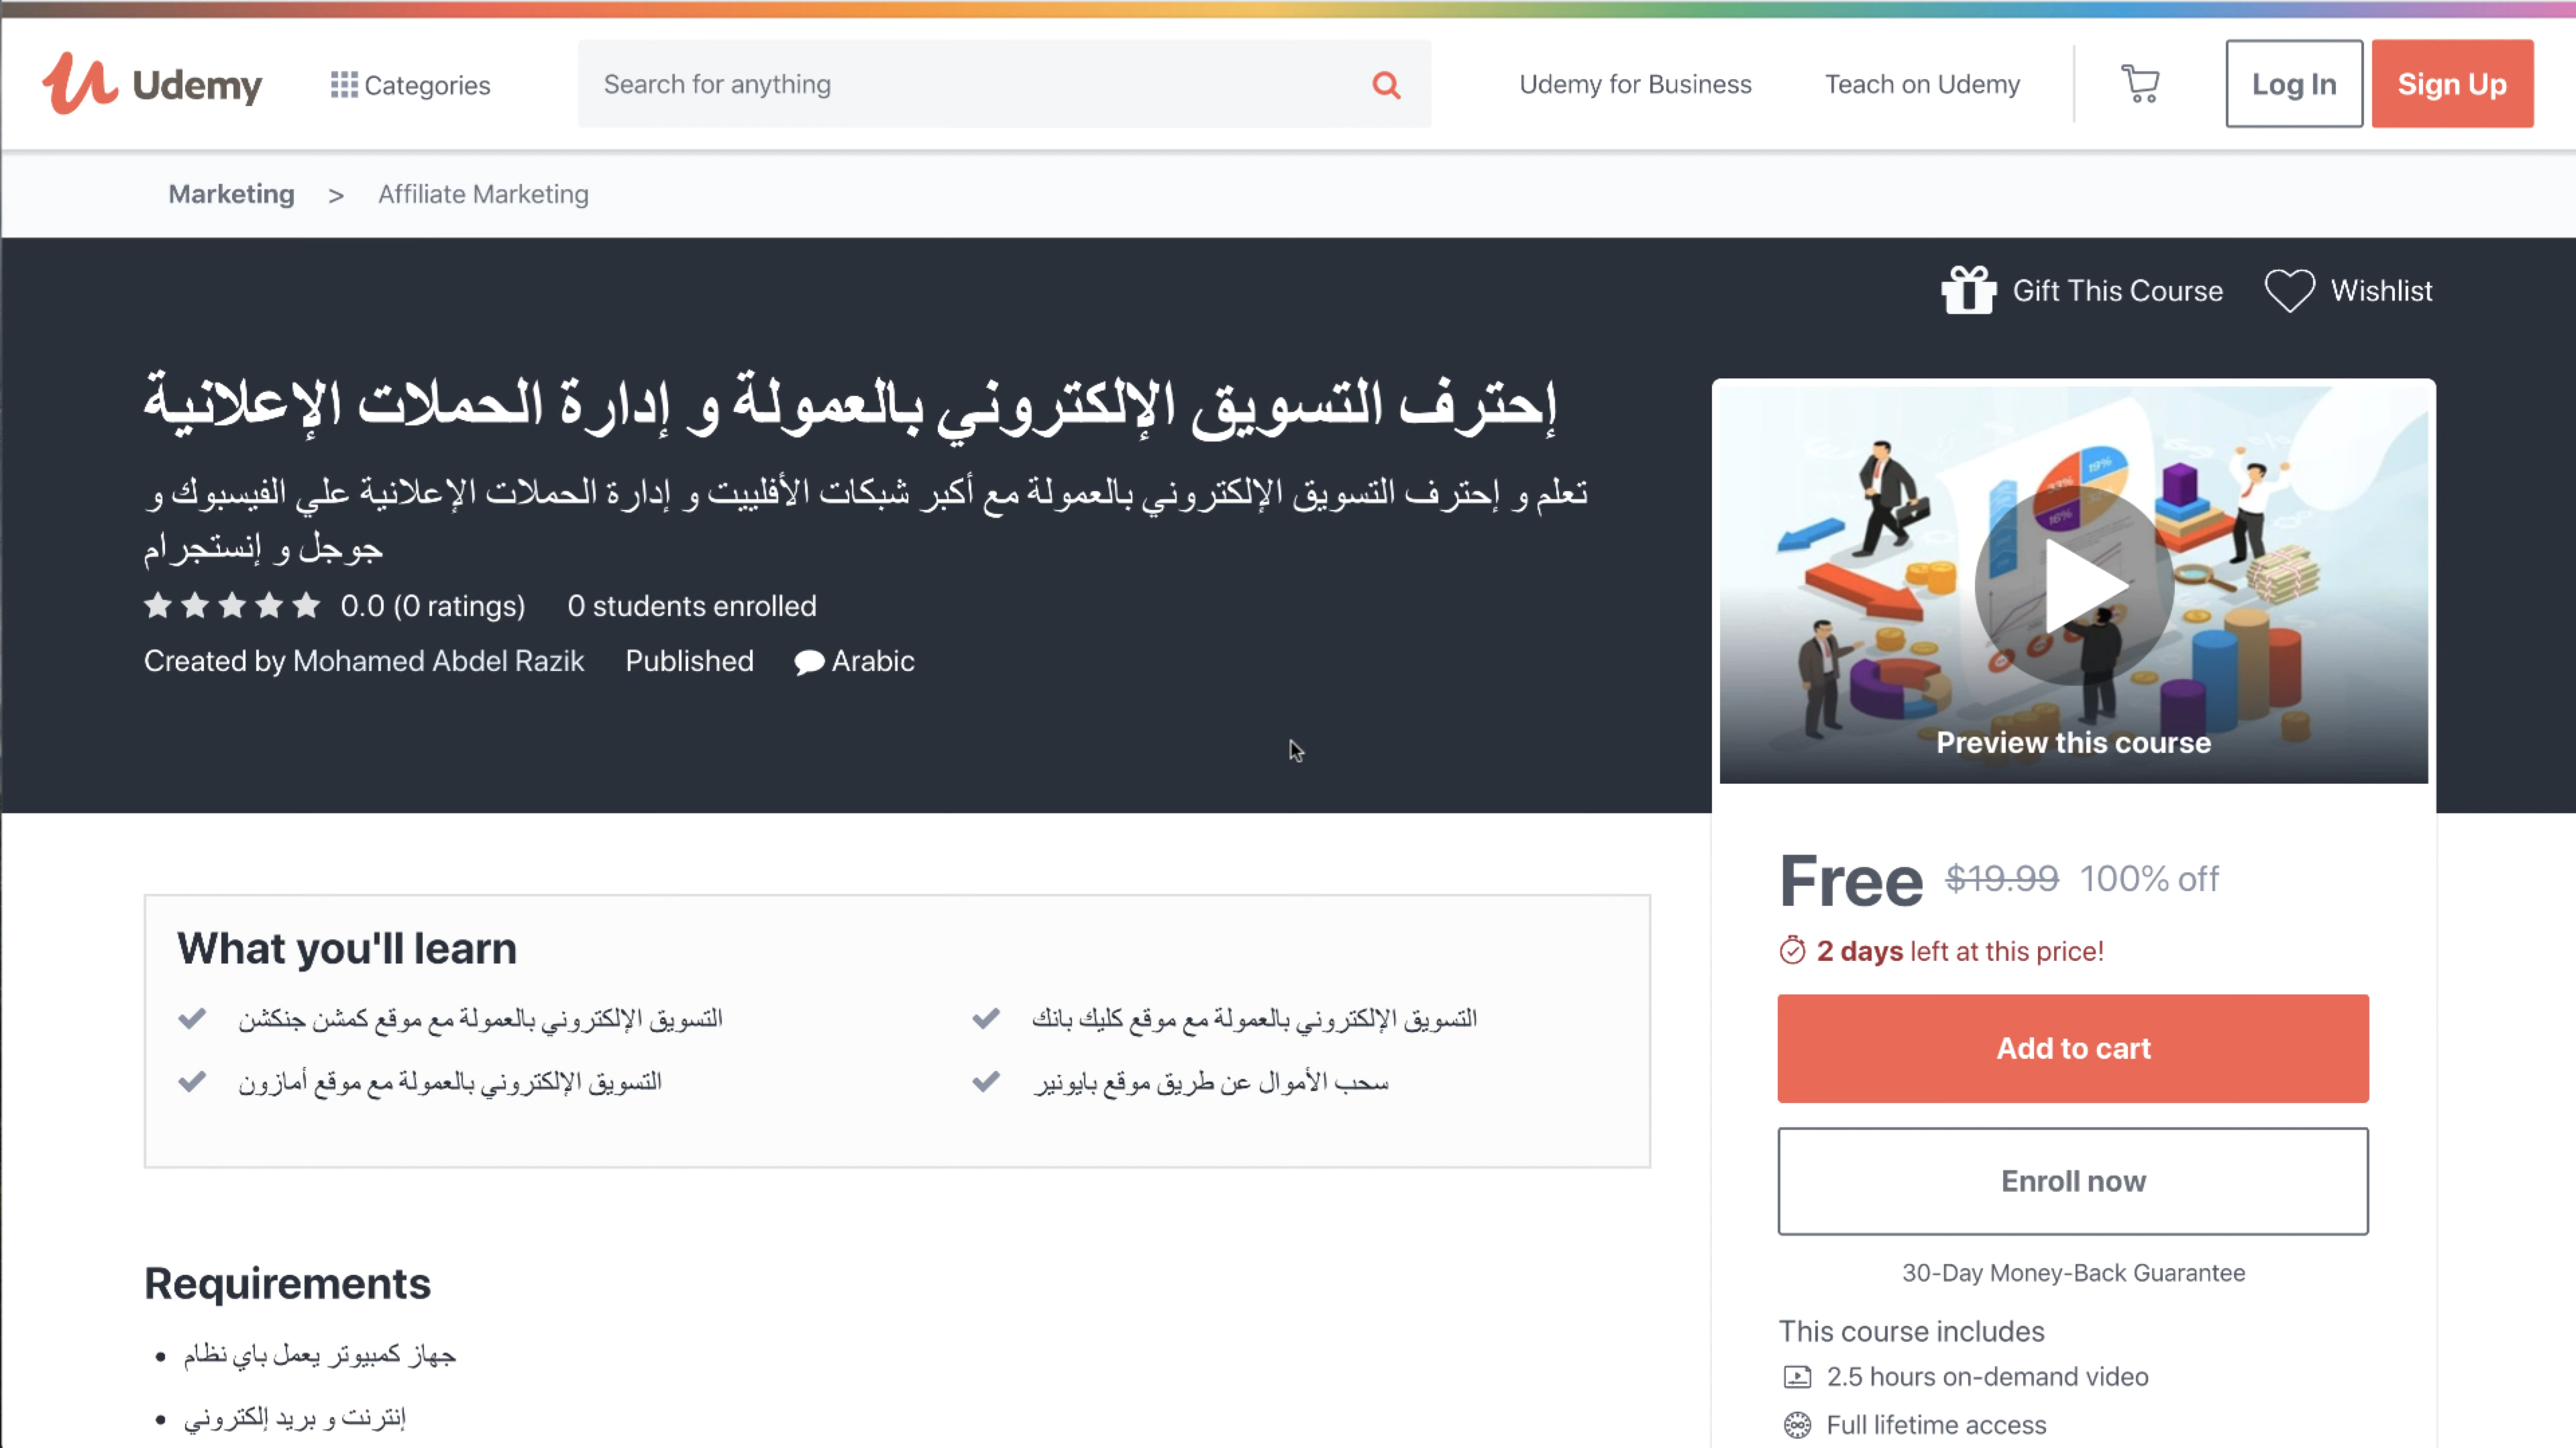 Udemy
Categories
Search for anything
Udemy for Business
Teach on Udemy
Log In
Sign Up
Marketing > Affiliate Marketing
Gift This Course
Wishlist
إحترف التسويق الإلكتروني بالعمولة و إدارة الحملات الإعلانية
تعلم و إحترف التسويق الإلكتروني بالعمولة مع أكبر شبكات الأفلييت و إدارة الحملات الإعلانية علي الفيسبوك و
جوجل و إنستجرام
0.0 (0 ratings) 0 students enrolled
Created by Mohamed Abdel Razik Published Arabic
19%
33%
16%
Preview this course
Free $19.99 100% off
2 days left at this price!
Add to cart
Enroll now
30-Day Money-Back Guarantee
This course includes
2.5 hours on-demand video
Full lifetime access
What you'll learn
التسويق الإلكتروني بالعمولة مع موقع كمشن جنكشن
التسويق الإلكتروني بالعمولة مع موقع كليك بانك
التسويق الإلكتروني بالعمولة مع موقع أمازون
سحب الأموال عن طريق موقع بايونير
Requirements
• جهاز كمبيوتر يعمل باي نظام
• إنترنت و بريد إلكتروني